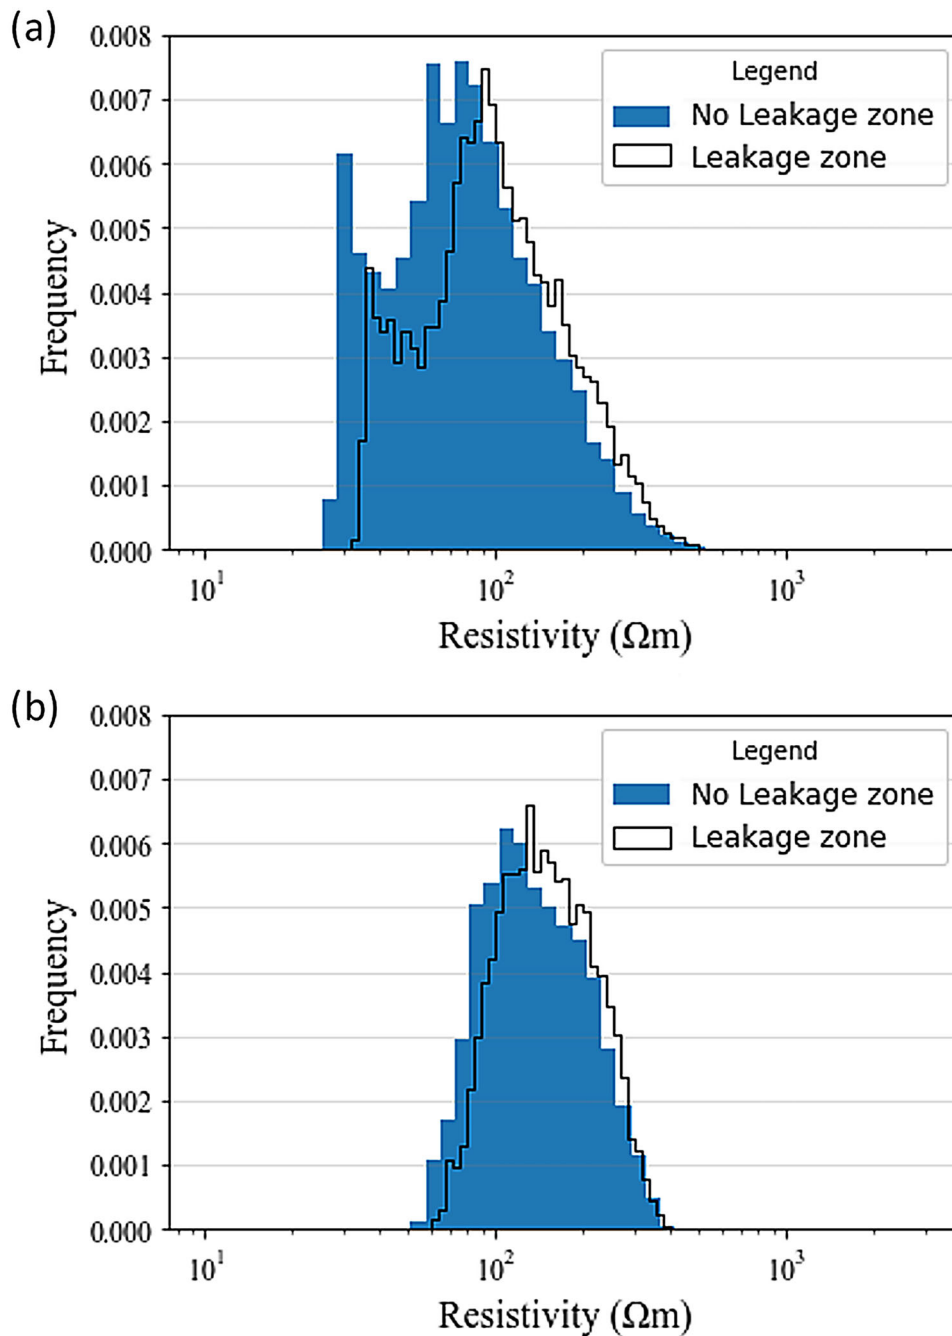 (a)
0.008
0.007
0.006
0.005
0.004
0.003
0.002
0.001
0.000
Frequency
Legend
No Leakage zone
Leakage zone
10¹
10²
10³
Resistivity (Ωm)
(b)
0.008
0.007
0.006
0.005
0.004
0.003
0.002
0.001
0.000
Frequency
Legend
No Leakage zone
Leakage zone
10¹
10²
10³
Resistivity (Ωm)